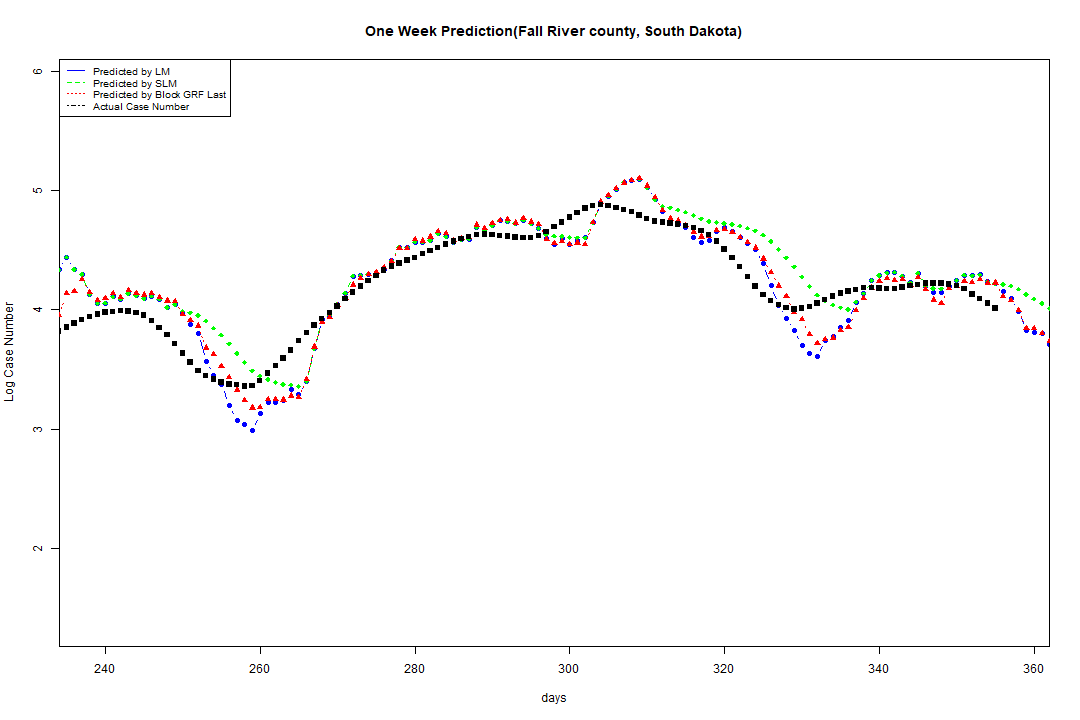 One Week Prediction(Fall River county, South Dakota)
Predicted by LM
Predicted by SLM
Predicted by Block GRF Last
Actual Case Number
6
5
4
3
2
Log Case Number
240 260 280 300 320 340 360
days